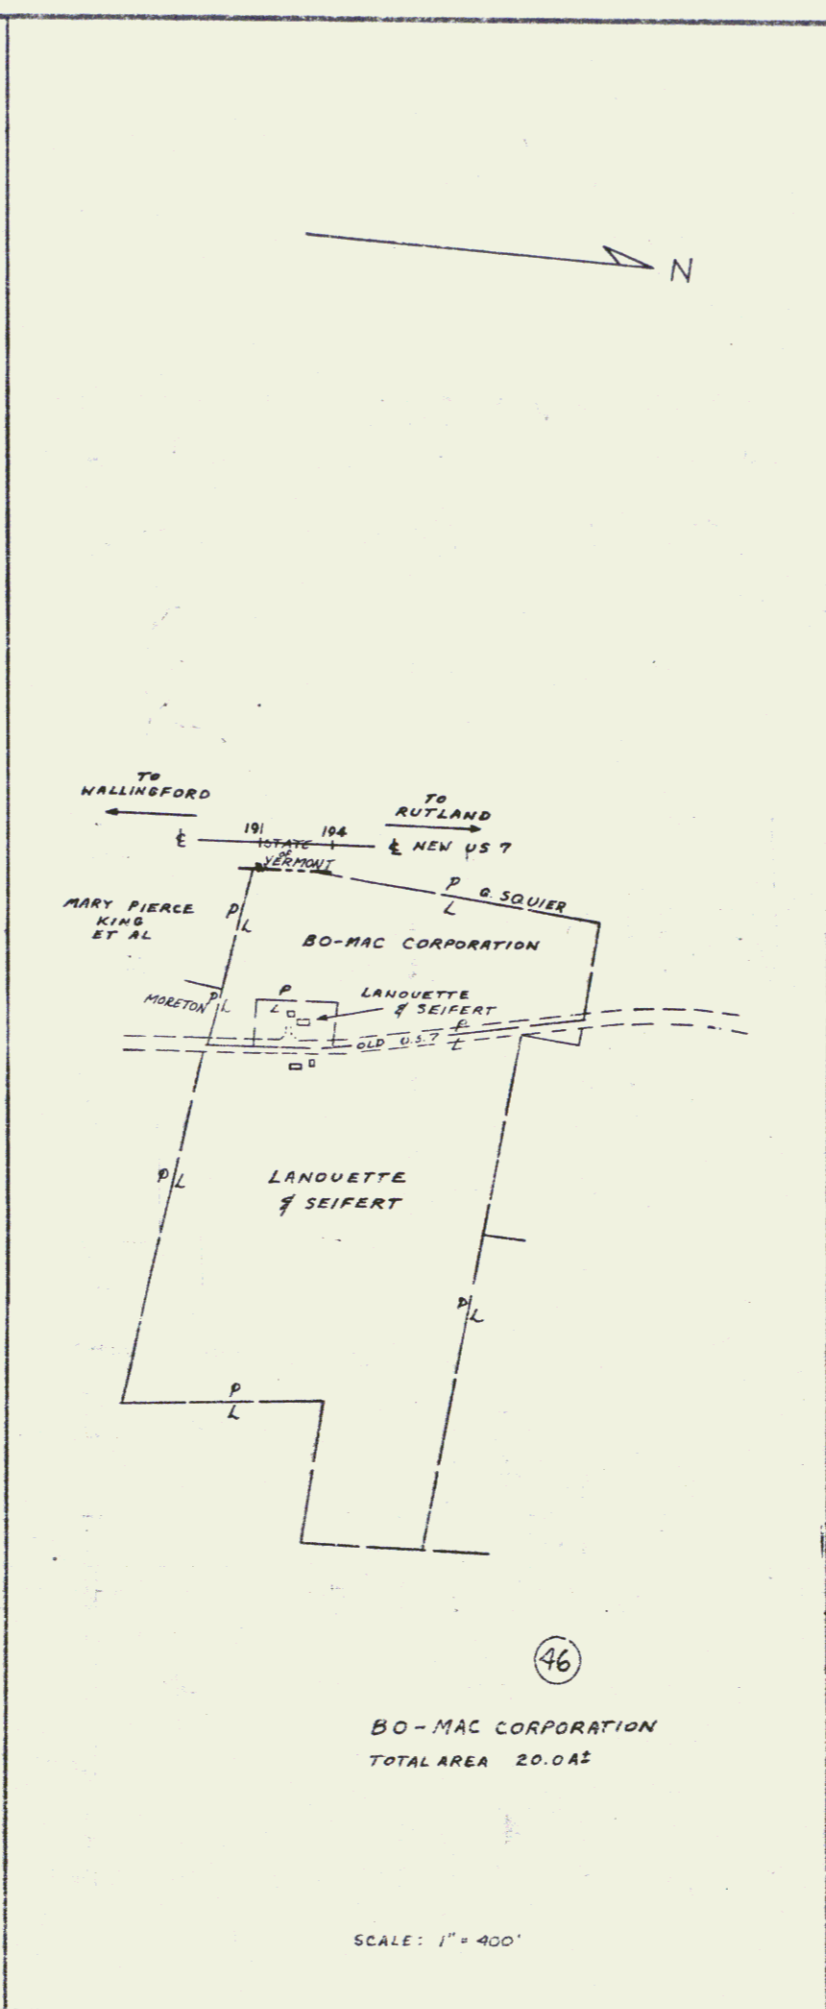 N
TO
WALLINGFORD
TO
RUTLAND
191
194
℄
℄ NEW US 7
STATE
OF
VERMONT
P
L
G. SQUIER
MARY PIERCE
KING
ET AL
P L
BO-MAC CORPORATION
MORETON
P L
P
L
LANOUETTE
& SEIFERT
P
L
OLD U.S. 7
P L
LANOUETTE
& SEIFERT
P L
P
L
46
BO-MAC CORPORATION
TOTAL AREA 20.0 A±
SCALE: 1" = 400'